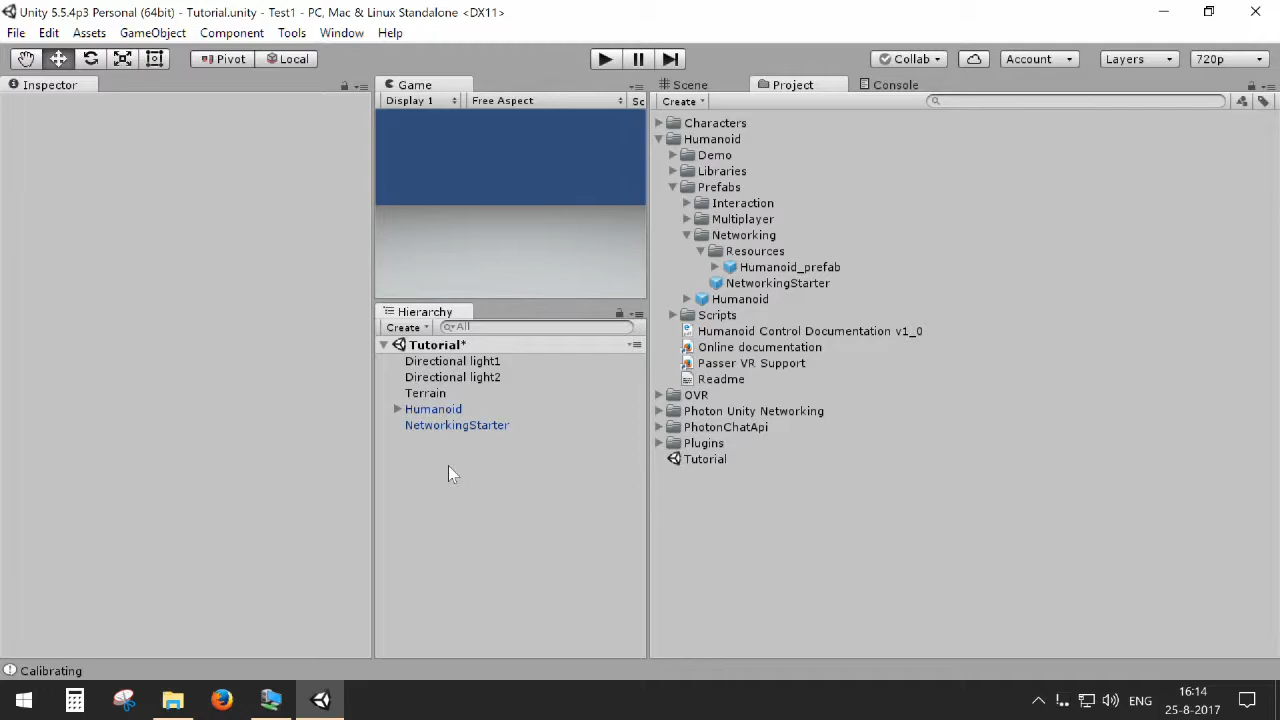 Unity 5.5.4p3 Personal (64bit) - Tutorial.unity - Test1 - PC, Mac & Linux Standalone <DX11>
File Edit Assets GameObject Component Tools Window Help
Pivot Local Collab Account Layers 720p
Inspector
Game
Display 1 Free Aspect Sc
Hierarchy
Create All
Tutorial*
Directional light1
Directional light2
Terrain
Humanoid
NetworkingStarter
Scene Project Console
Create
Characters
Humanoid
Demo
Libraries
Prefabs
Interaction
Multiplayer
Networking
Resources
Humanoid_prefab
NetworkingStarter
Humanoid
Scripts
Humanoid Control Documentation v1_0
Online documentation
Passer VR Support
Readme
OVR
Photon Unity Networking
PhotonChatApi
Plugins
Tutorial
Calibrating
ENG
16:14
25-8-2017